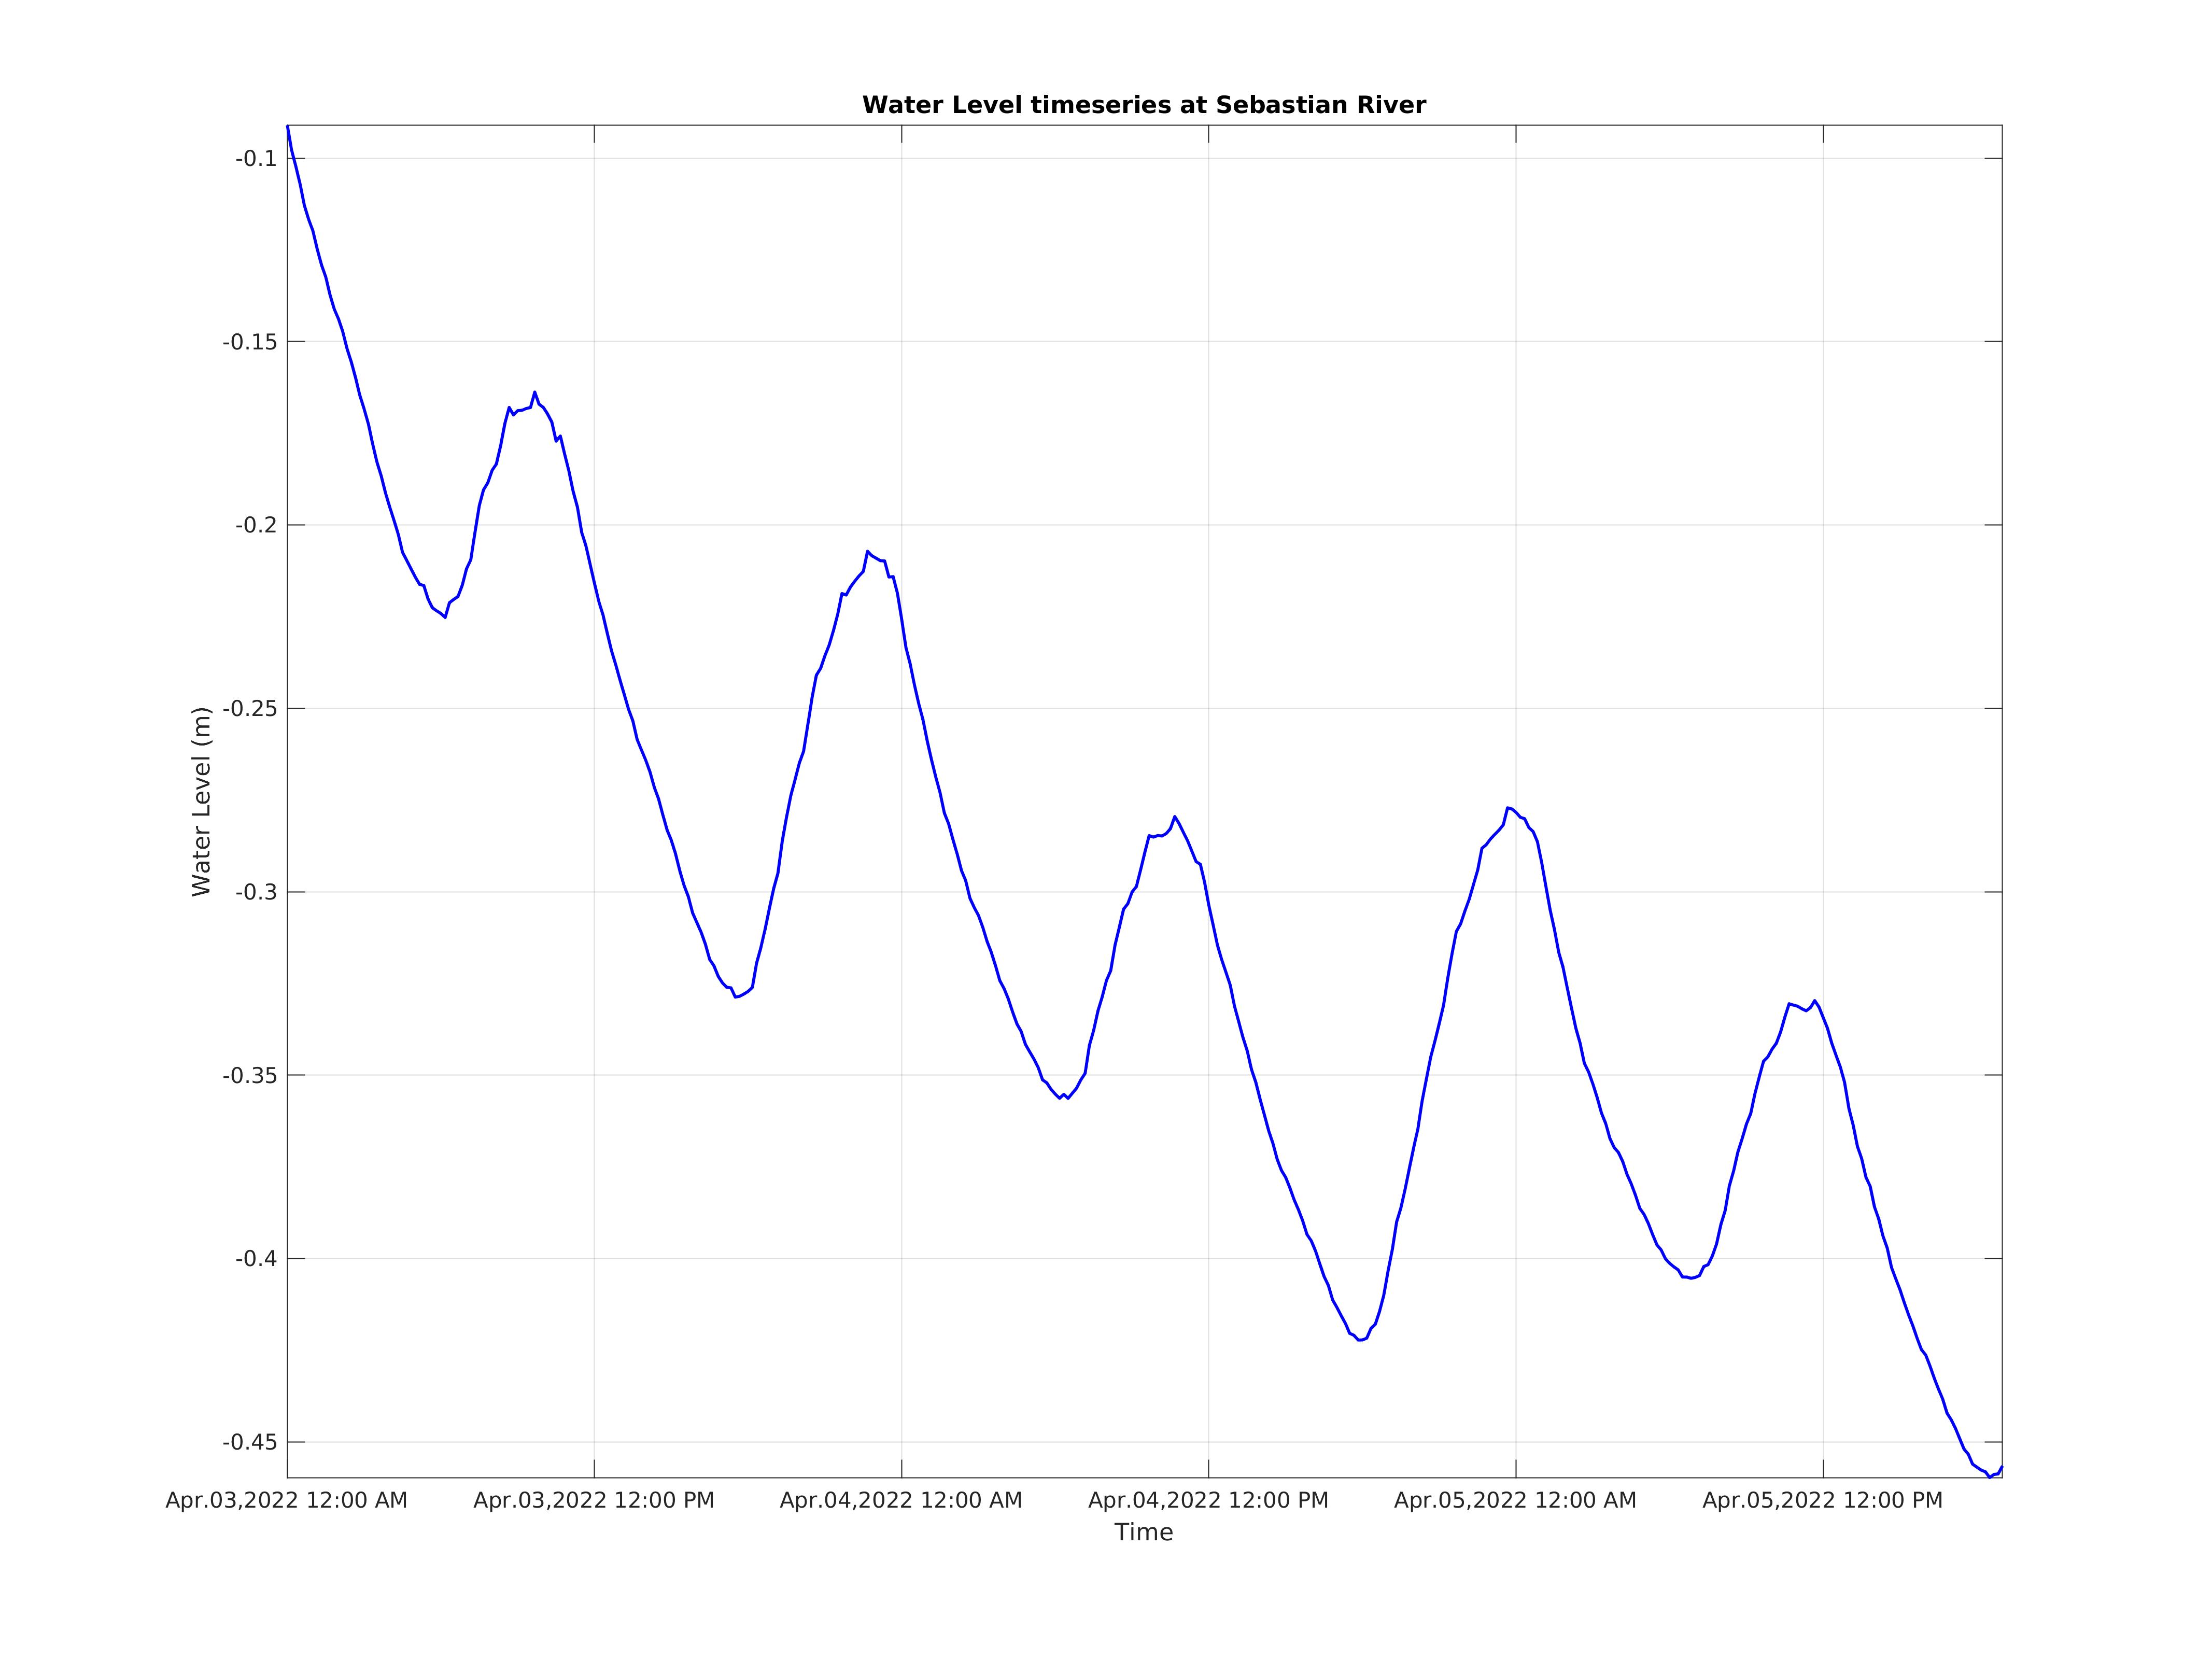 Water Level timeseries at Sebastian River
-0.1
-0.15
-0.2
-0.25
-0.3
-0.35
-0.4
-0.45
Water Level (m)
Apr.03,2022 12:00 AM Apr.03,2022 12:00 PM Apr.04,2022 12:00 AM Apr.04,2022 12:00 PM Apr.05,2022 12:00 AM Apr.05,2022 12:00 PM
Time